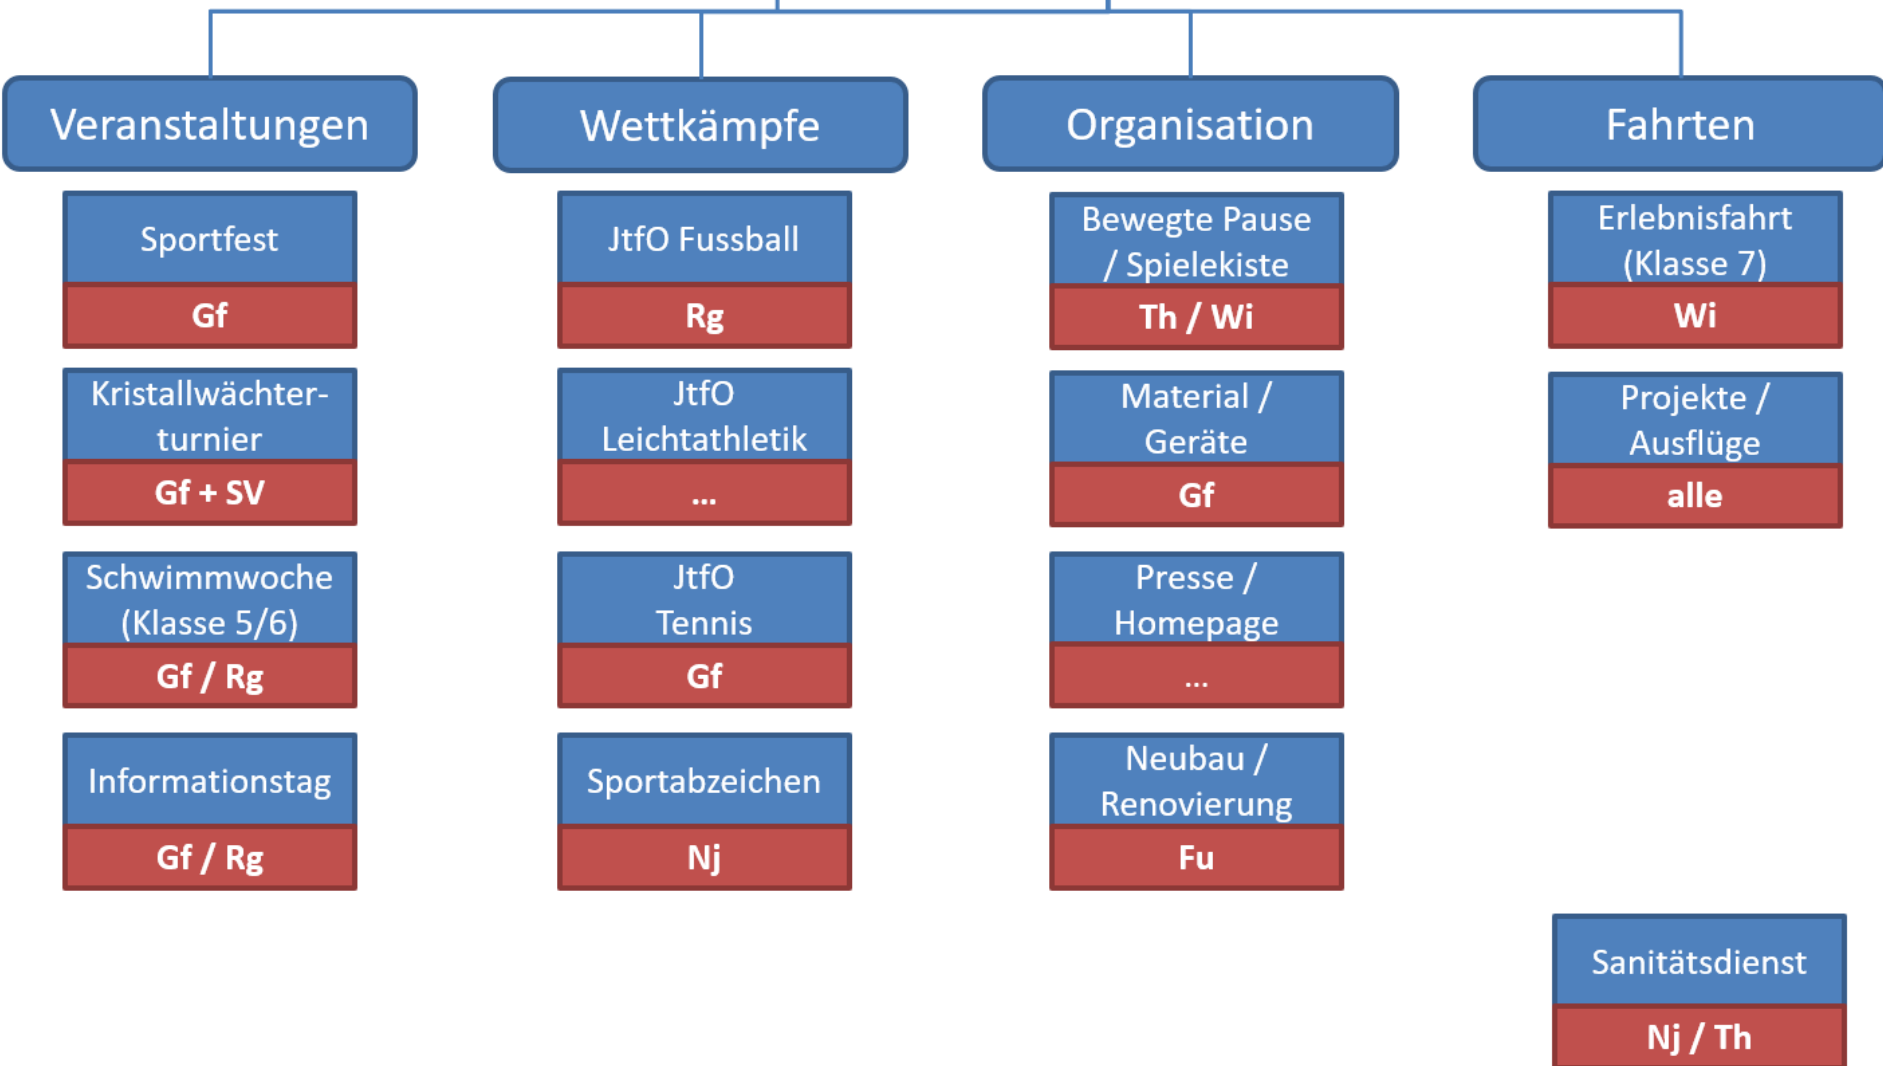 Veranstaltungen
Sportfest
Gf
Kristallwächter-
turnier
Gf + SV
Schwimmwoche
(Klasse 5/6)
Gf / Rg
Informationstag
Gf / Rg
Wettkämpfe
JtfO Fussball
Rg
JtfO
Leichtathletik
...
JtfO
Tennis
Gf
Sportabzeichen
Nj
Organisation
Bewegte Pause
/ Spielekiste
Th / Wi
Material /
Geräte
Gf
Presse /
Homepage
...
Neubau /
Renovierung
Fu
Fahrten
Erlebnisfahrt
(Klasse 7)
Wi
Projekte /
Ausflüge
alle
Sanitätsdienst
Nj / Th